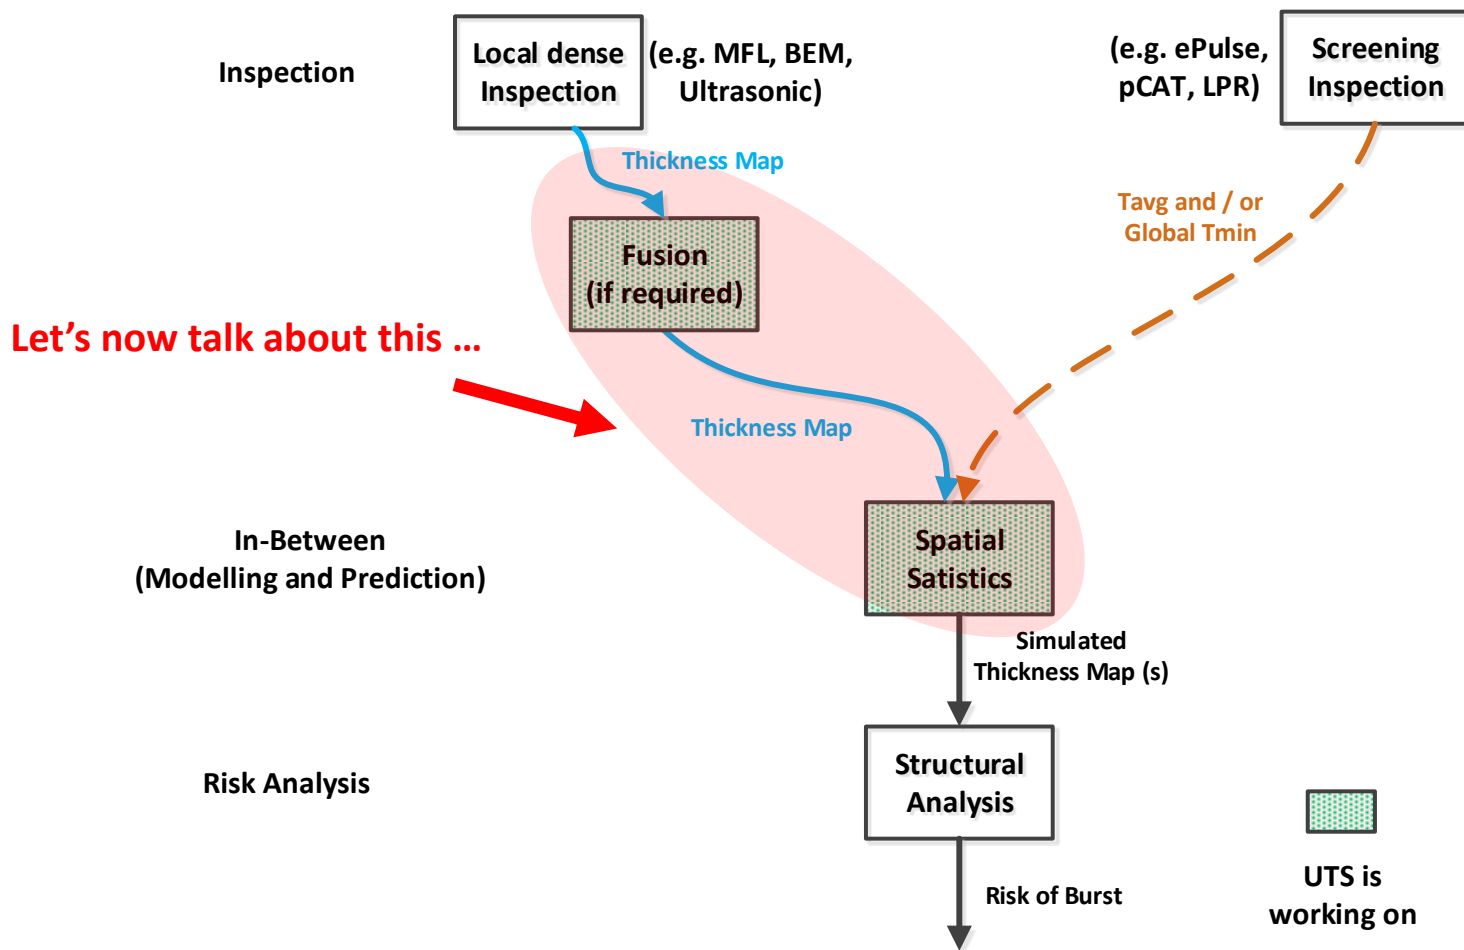 Inspection
Local dense
Inspection
(e.g. MFL, BEM,
Ultrasonic)
(e.g. ePulse,
pCAT, LPR)
Screening
Inspection
Thickness Map
Tavg and / or
Global Tmin
Fusion
(if required)
Let’s now talk about this ...
Thickness Map
In-Between
(Modelling and Prediction)
Spatial
Satistics
Simulated
Thickness Map (s)
Risk Analysis
Structural
Analysis
Risk of Burst
UTS is
working on